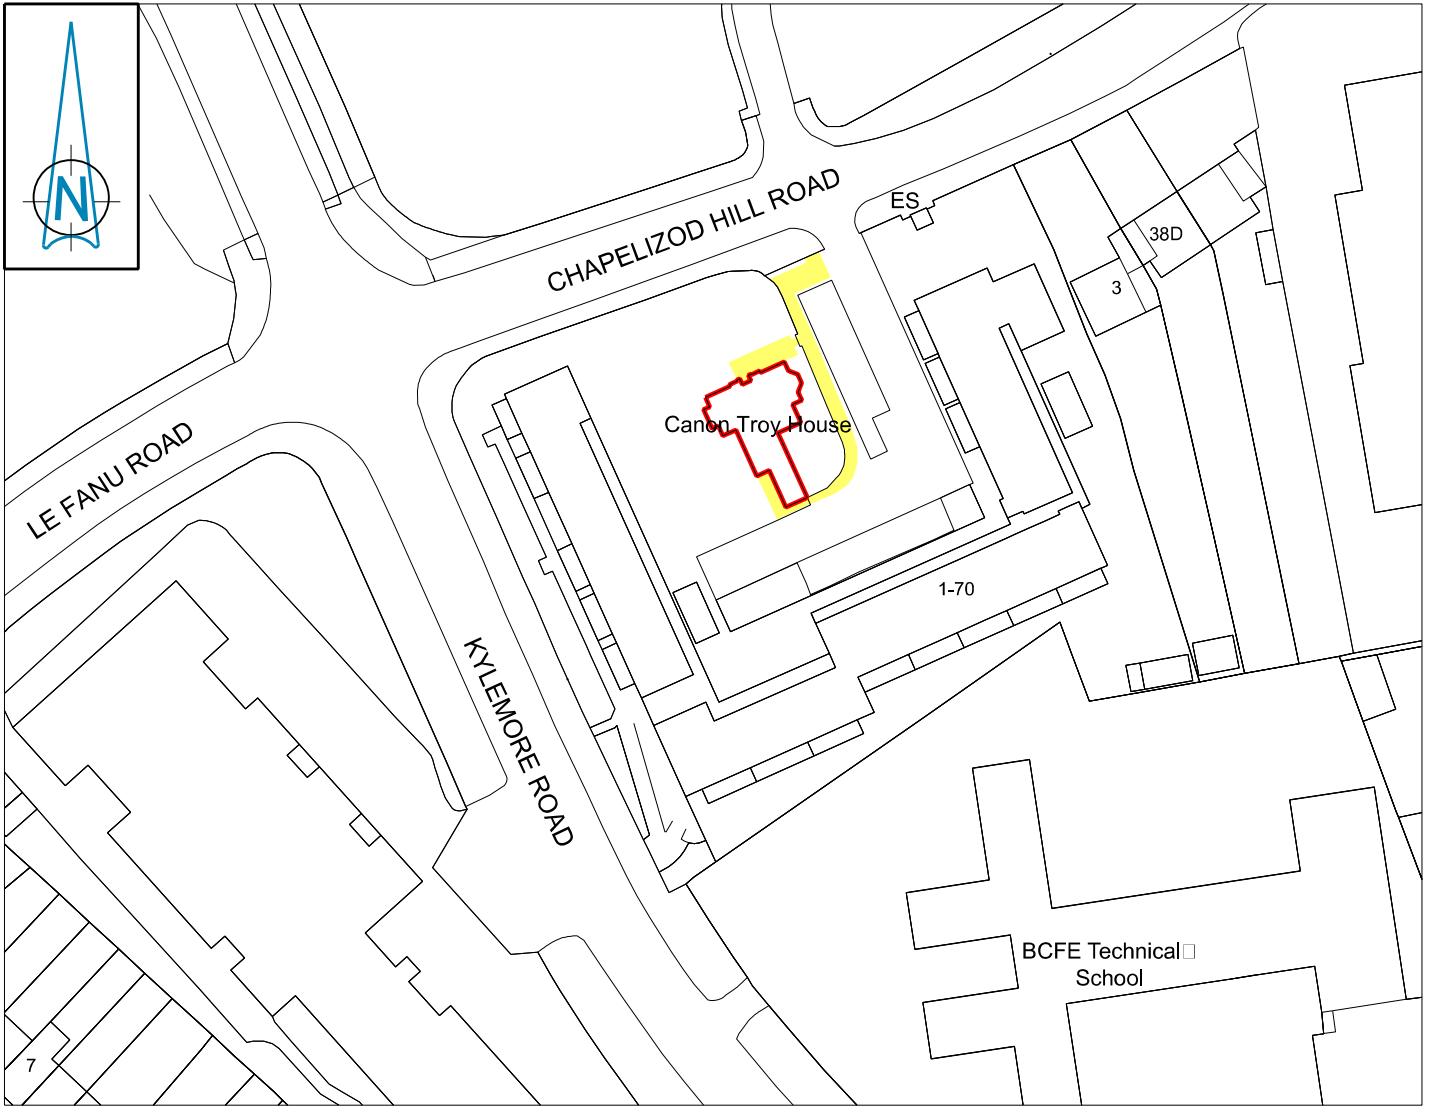 N
CHAPELIZOD HILL ROAD
ES
38D
3
Canon Troy House
LE FANU ROAD
1-70
KYLEMORE ROAD
BCFE Technical
School
7